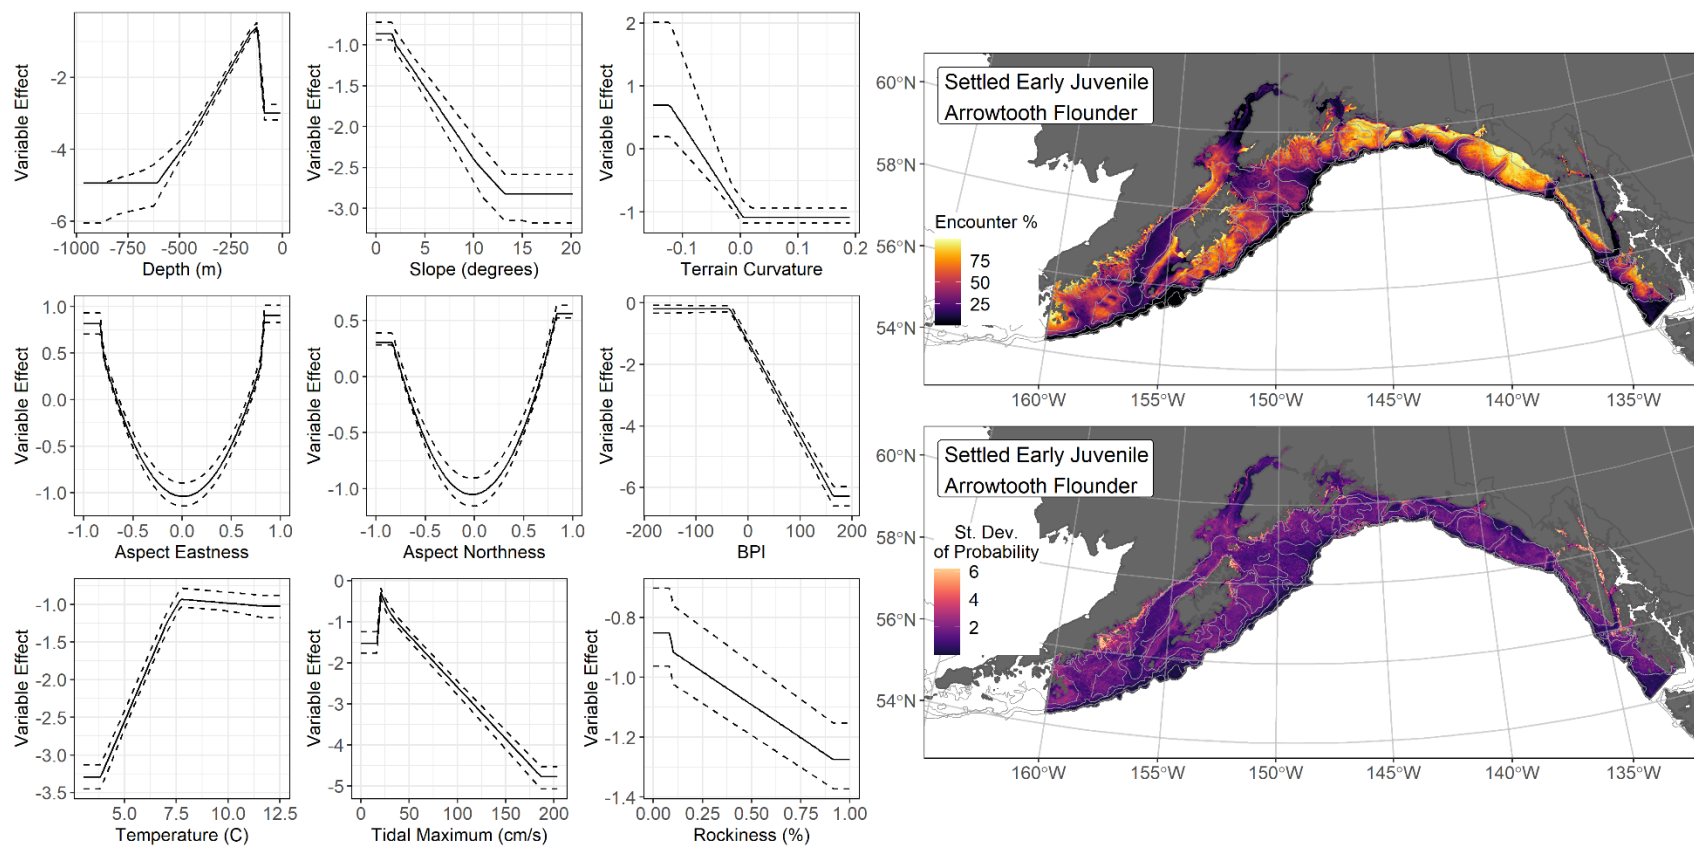 Variable Effect
-2
-4
-6
-1000
-750
-500
-250
0
Depth (m)
Variable Effect
-1.0
-1.5
-2.0
-2.5
-3.0
0
5
10
15
20
Slope (degrees)
Variable Effect
2
1
0
-1
-0.1
0.0
0.1
0.2
Terrain Curvature
Variable Effect
1.0
0.5
0.0
-0.5
-1.0
-1.0
-0.5
0.0
0.5
1.0
Aspect Eastness
Variable Effect
0.5
0.0
-0.5
-1.0
-1.0
-0.5
0.0
0.5
1.0
Aspect Northness
Variable Effect
0
-2
-4
-6
-200
-100
0
100
200
BPI
Variable Effect
-1.0
-1.5
-2.0
-2.5
-3.0
-3.5
5.0
7.5
10.0
12.5
Temperature (C)
Variable Effect
0
-1
-2
-3
-4
-5
0
50
100
150
200
Tidal Maximum (cm/s)
Variable Effect
-0.8
-1.0
-1.2
-1.4
0.00
0.25
0.50
0.75
1.00
Rockiness (%)
Settled Early Juvenile
Arrowtooth Flounder
Encounter %
75
50
25
60°N
58°N
56°N
54°N
160°W
155°W
150°W
145°W
140°W
135°W
Settled Early Juvenile
Arrowtooth Flounder
St. Dev.
of Probability
6
4
2
60°N
58°N
56°N
54°N
160°W
155°W
150°W
145°W
140°W
135°W